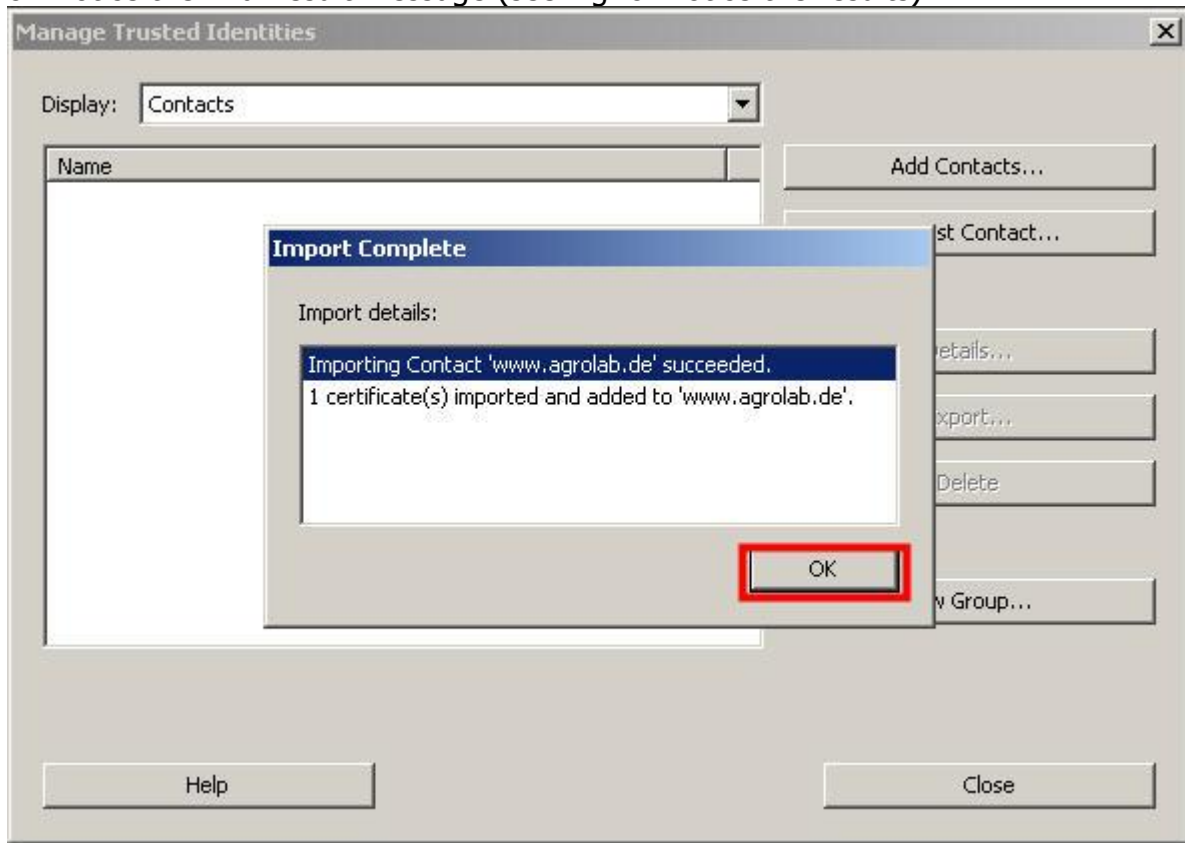 Manage Trusted Identities
Display: Contacts
Name
Add Contacts...
st Contact...
Import Complete
Import details:
Importing Contact 'www.agrolab.de' succeeded.
1 certificate(s) imported and added to 'www.agrolab.de'.
etails...
xport...
Delete
OK
Group...
Help
Close